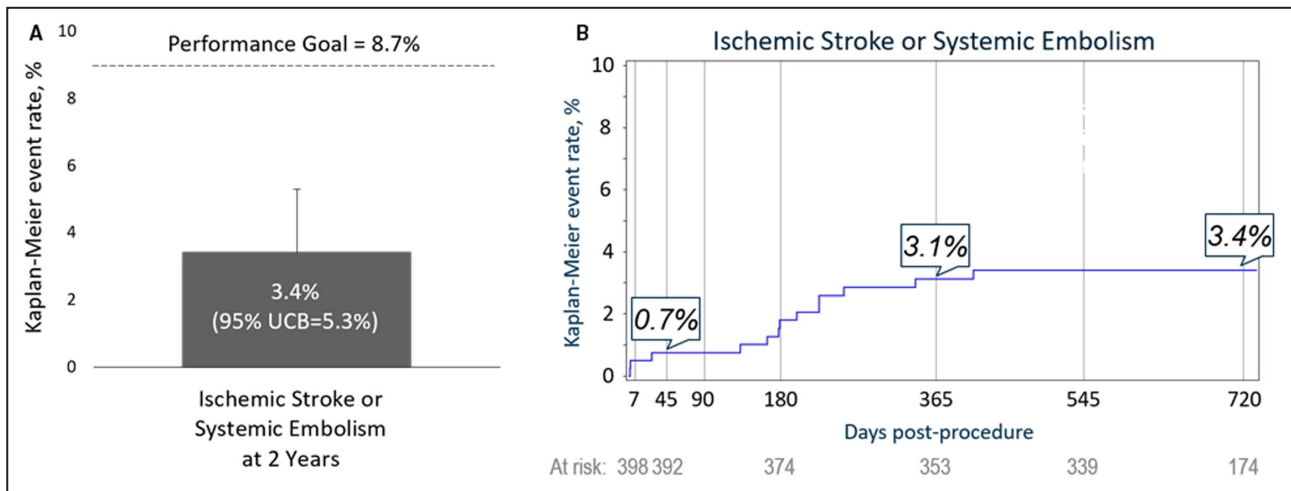 A
Performance Goal = 8.7%
Kaplan-Meier event rate, %
10
8
6
4
2
0
3.4%
(95% UCB=5.3%)
Ischemic Stroke or
Systemic Embolism
at 2 Years
B
Ischemic Stroke or Systemic Embolism
Kaplan-Meier event rate, %
10
8
6
4
2
0
0.7%
3.1%
3.4%
7 45 90 180 365 545 720
Days post-procedure
At risk: 398 392 374 353 339 174